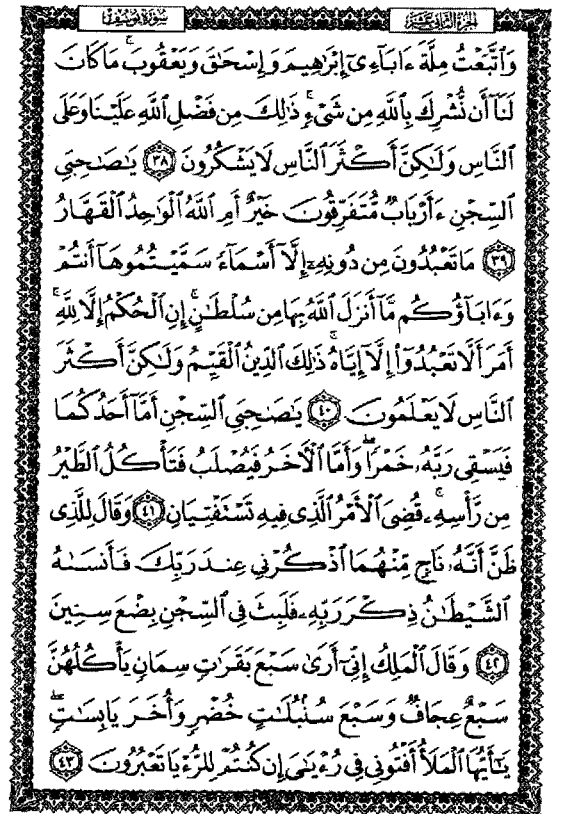 الجزء الثاني عشر
سورة يوسف
وَٱتَّبَعْتُ مِلَّةَ ءَابَآءِىٓ إِبْرَٰهِيمَ وَإِسْحَٰقَ وَيَعْقُوبَ ۚ مَا كَانَ
لَنَآ أَن نُّشْرِكَ بِٱللَّهِ مِن شَىْءٍ ۚ ذَٰلِكَ مِن فَضْلِ ٱللَّهِ عَلَيْنَا وَعَلَى
ٱلنَّاسِ وَلَٰكِنَّ أَكْثَرَ ٱلنَّاسِ لَا يَشْكُرُونَ ٣٨ يَٰصَىٰحِبَىِ
ٱلسِّجْنِ ءَأَرْبَابٌ مُّتَفَرِّقُونَ خَيْرٌ أَمِ ٱللَّهُ ٱلْوَٰحِدُ ٱلْقَهَّارُ
٣٩ مَا تَعْبُدُونَ مِن دُونِهِۦٓ إِلَّآ أَسْمَآءً سَمَّيْتُمُوهَآ أَنتُمْ
وَءَابَآؤُكُم مَّآ أَنزَلَ ٱللَّهُ بِهَا مِن سُلْطَٰنٍ ۚ إِنِ ٱلْحُكْمُ إِلَّا لِلَّهِ ۚ
أَمَرَ أَلَّا تَعْبُدُوٓا۟ إِلَّآ إِيَّاهُ ۚ ذَٰلِكَ ٱلدِّينُ ٱلْقَيِّمُ وَلَٰكِنَّ أَكْثَرَ
ٱلنَّاسِ لَا يَعْلَمُونَ ٤٠ يَٰصَىٰحِبَىِ ٱلسِّجْنِ أَمَّآ أَحَدُكُمَا
فَيَسْقِى رَبَّهُۥ خَمْرًا ۖ وَأَمَّا ٱلْءَاخَرُ فَيُصْلَبُ فَتَأْكُلُ ٱلطَّيْرُ
مِن رَّأْسِهِۦ ۚ قُضِىَ ٱلْأَمْرُ ٱلَّذِى فِيهِ تَسْتَفْتِيَانِ ٤١ وَقَالَ لِلَّذِى
ظَنَّ أَنَّهُۥ نَاجٍ مِّنْهُمَا ٱذْكُرْنِى عِندَ رَبِّكَ فَأَنسَىٰهُ
ٱلشَّيْطَٰنُ ذِكْرَ رَبِّهِۦ فَلَبِثَ فِى ٱلسِّجْنِ بِضْعَ سِنِينَ
٤٢ وَقَالَ ٱلْمَلِكُ إِنِّىٓ أَرَىٰ سَبْعَ بَقَرَٰتٍ سِمَانٍ يَأْكُلُهُنَّ
سَبْعٌ عِجَافٌ وَسَبْعَ سُنۢبُلَٰتٍ خُضْرٍ وَأُخَرَ يَابِسَٰتٍ ۖ
يَٰٓأَيُّهَا ٱلْمَلَأُ أَفْتُونِى فِى رُءْيَٰىَ إِن كُنتُمْ لِلرُّءْيَا تَعْبُرُونَ ٤٣